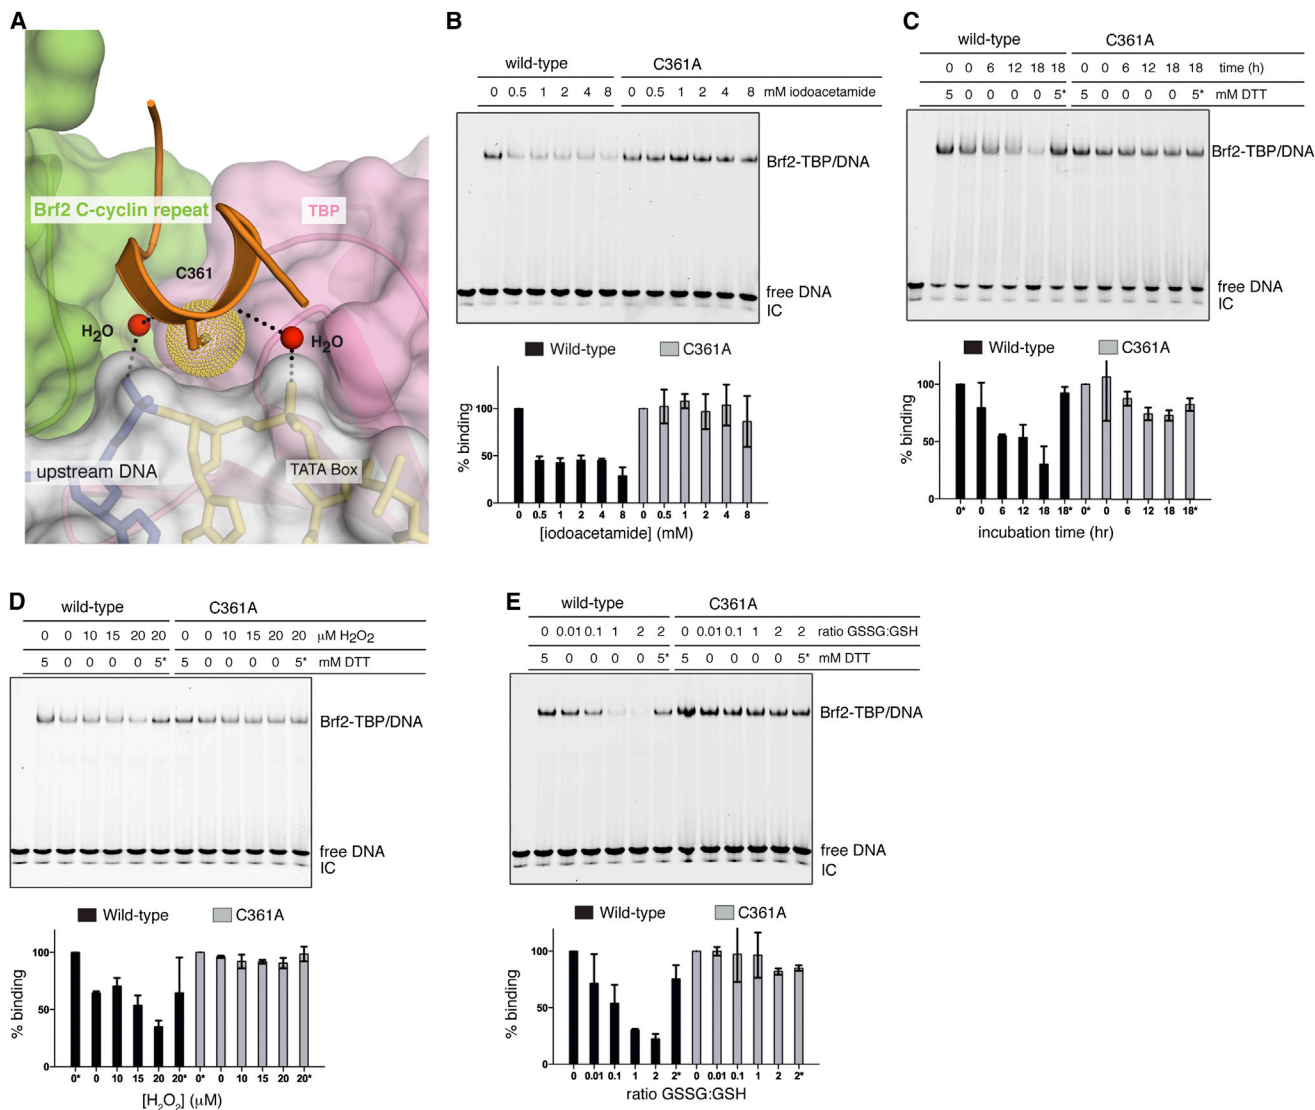 A
Brf2 C-cyclin repeat
TBP
C361
H2O
H2O
upstream DNA
TATA Box
B
wild-type C361A
0 0.5 1 2 4 8 0 0.5 1 2 4 8 mM iodoacetamide
Brf2-TBP/DNA
free DNA
IC
Wild-type C361A
% binding
100
50
0
0 0.5 1 2 4 8 0 0.5 1 2 4 8
[iodoacetamide] (mM)
C
wild-type C361A
0 0 6 12 18 18 0 0 6 12 18 18 time (h)
5 0 0 0 0 5* 5 0 0 0 0 5* mM DTT
Brf2-TBP/DNA
free DNA
IC
Wild-type C361A
% binding
100
50
0
0* 0 6 12 18 18* 0* 0 6 12 18 18*
incubation time (hr)
D
wild-type C361A
0 0 10 15 20 20 0 0 10 15 20 20 μM H2O2
5 0 0 0 0 5* 5 0 0 0 0 5* mM DTT
Brf2-TBP/DNA
free DNA
IC
Wild-type C361A
% binding
100
50
0
0* 0 10 15 20 20* 0* 0 10 15 20 20*
[H2O2] (μM)
E
wild-type C361A
0 0.01 0.1 1 2 2 0 0.01 0.1 1 2 2 ratio GSSG:GSH
5 0 0 0 0 5* 5 0 0 0 0 5* mM DTT
Brf2-TBP/DNA
free DNA
IC
Wild-type C361A
% binding
100
50
0
0 0.01 0.1 1 2 2* 0 0.01 0.1 1 2 2*
ratio GSSG:GSH